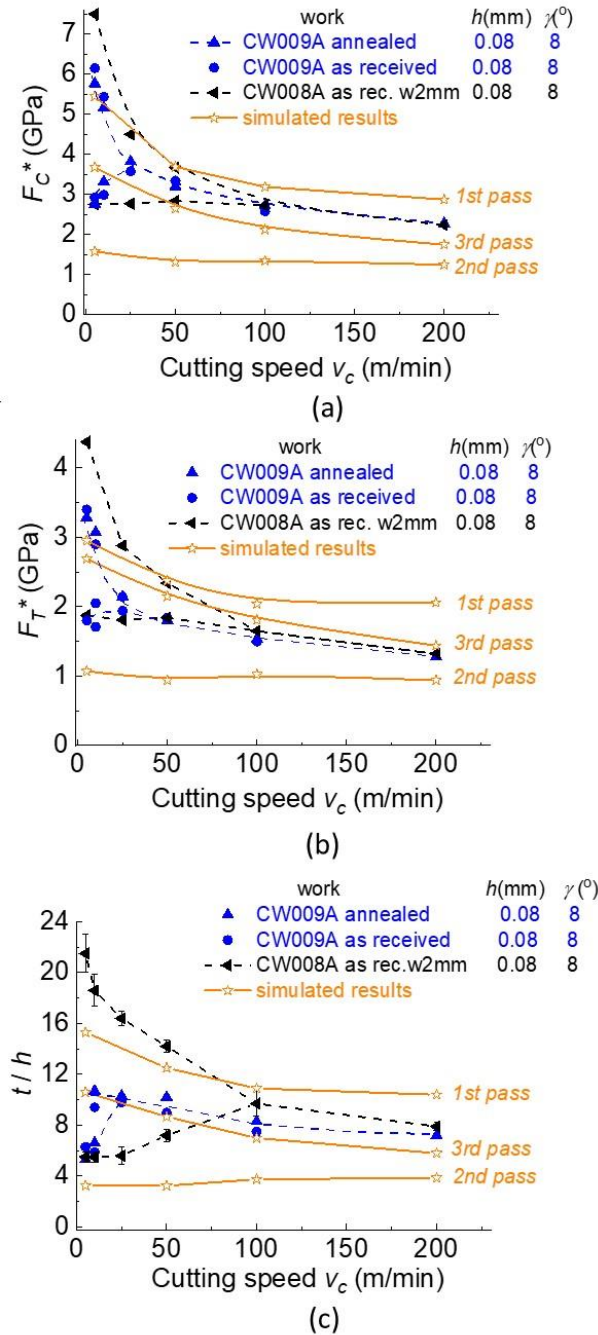 work h(mm) γ(°)
CW009A annealed 0.08 8
CW009A as received 0.08 8
CW008A as rec. w2mm 0.08 8
simulated results
7
6
5
4
3
2
1
0
F_C* (GPa)
1st pass
3rd pass
2nd pass
0 50 100 150 200
Cutting speed v_c (m/min)
(a)
work h(mm) γ(°)
CW009A annealed 0.08 8
CW009A as received 0.08 8
CW008A as rec. w2mm 0.08 8
simulated results
4
3
2
1
0
F_T* (GPa)
1st pass
3rd pass
2nd pass
0 50 100 150 200
Cutting speed v_c (m/min)
(b)
work h(mm) γ(°)
CW009A annealed 0.08 8
CW009A as received 0.08 8
CW008A as rec.w2mm 0.08 8
simulated results
24
20
16
12
8
4
0
t / h
1st pass
3rd pass
2nd pass
0 50 100 150 200
Cutting speed v_c (m/min)
(c)